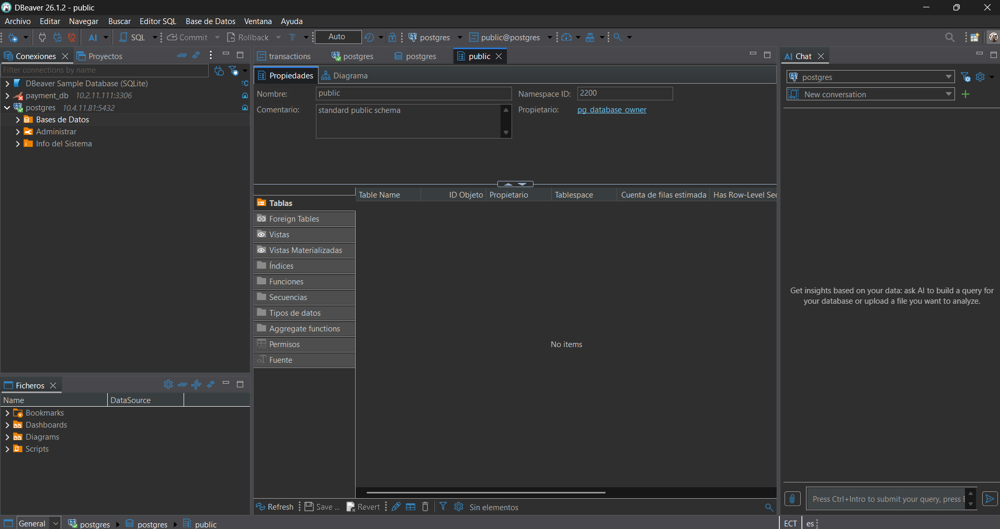 DBeaver 26.1.2 - public
Archivo Editar Navegar Buscar Editor SQL Base de Datos Ventana Ayuda
AI SQL Commit Rollback Auto postgres public@postgres
Conexiones Proyectos
Filter connections by name
DBeaver Sample Database (SQLite)
payment_db 10.2.11.111:3306
postgres 10.4.11.81:5432
Bases de Datos
Administrar
Info del Sistema
Ficheros
Name DataSource
Bookmarks
Dashboards
Diagrams
Scripts
transactions postgres postgres public
Propiedades Diagrama
Nombre: public Namespace ID: 2200
Comentario: standard public schema Propietario: pg_database_owner
Table Name ID Objeto Propietario Tablespace Cuenta de filas estimada Has Row-Level Sec
Tablas
Foreign Tables
Vistas
Vistas Materializadas
Índices
Funciones
Secuencias
Tipos de datos
Aggregate functions
Permisos
Fuente
No items
Refresh Save ... Revert Sin elementos
AI Chat
postgres
New conversation
Get insights based on your data: ask AI to build a query for
your database or upload a file you want to analyze.
Press Ctrl+Intro to submit your query, press
General postgres postgres public
ECT es